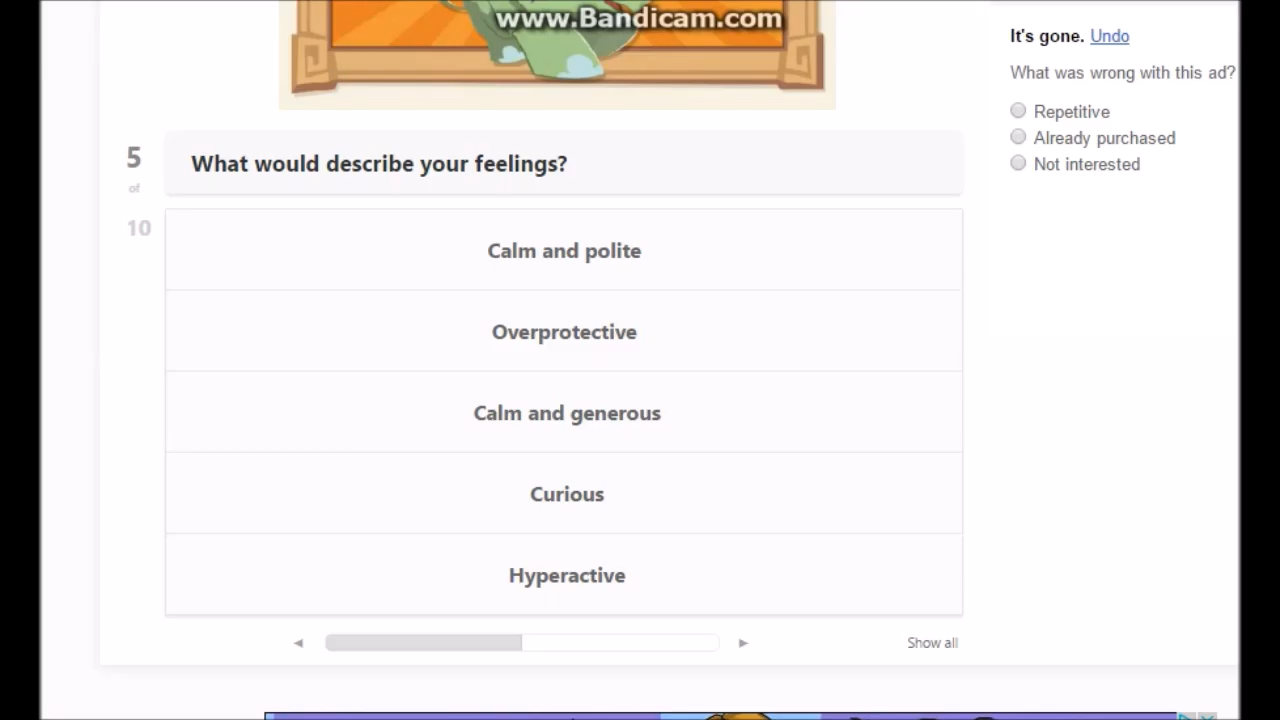 www.Bandicam.com
It's gone. Undo
What was wrong with this ad?
Repetitive
Already purchased
Not interested
5
of
10
What would describe your feelings?
Calm and polite
Overprotective
Calm and generous
Curious
Hyperactive
Show all